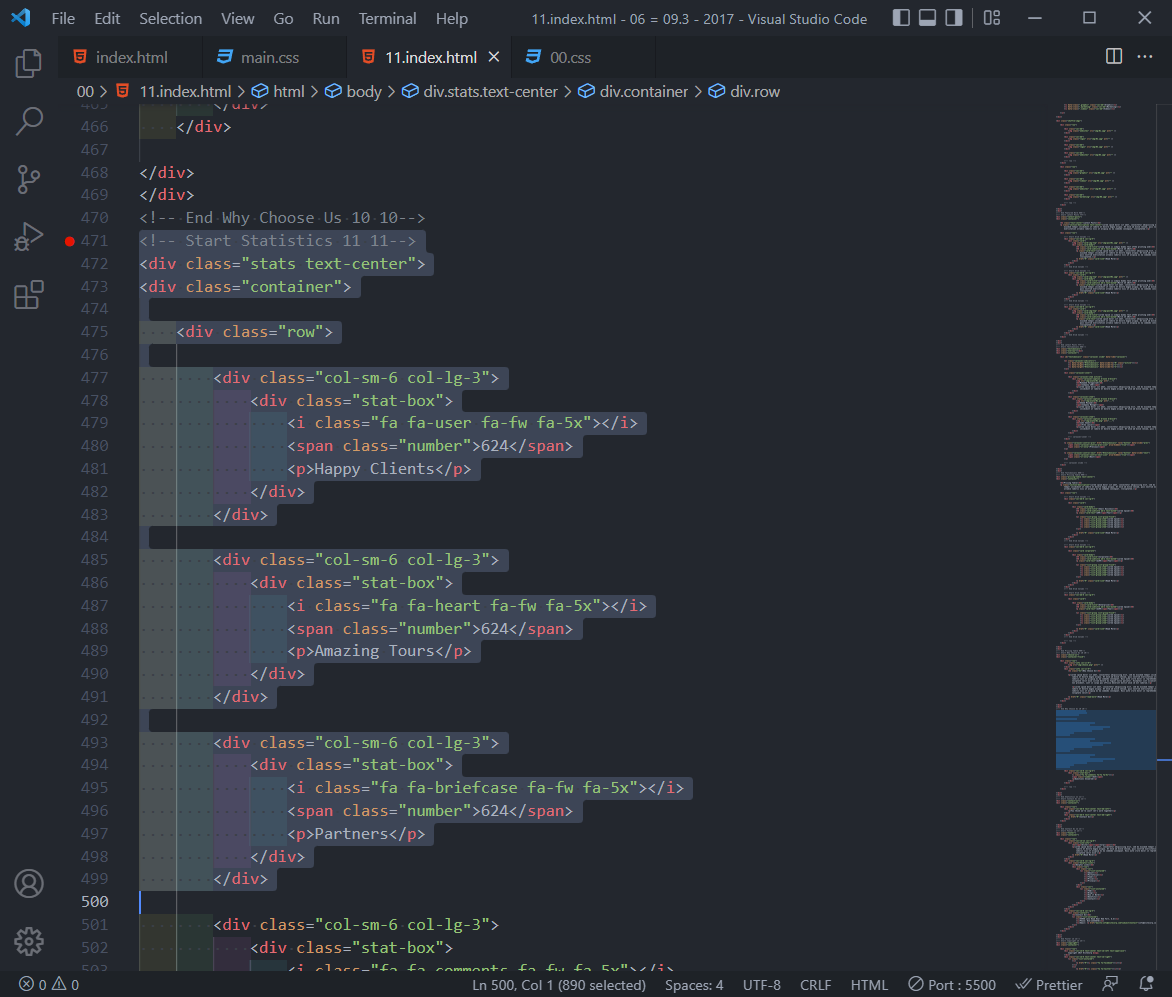 File Edit Selection View Go Run Terminal Help 11.index.html - 06 = 09.3 - 2017 - Visual Studio Code
index.html main.css 11.index.html 00.css
00 > 11.index.html > html > body > div.stats.text-center > div.container > div.row
465 </div>
466 </div>
467
468 </div>
469 </div>
470 <!-- End Why Choose Us 10 10-->
471 <!-- Start Statistics 11 11-->
472 <div class="stats text-center">
473 <div class="container">
474
475 <div class="row">
476
477 <div class="col-sm-6 col-lg-3">
478 <div class="stat-box">
479 <i class="fa fa-user fa-fw fa-5x"></i>
480 <span class="number">624</span>
481 <p>Happy Clients</p>
482 </div>
483 </div>
484
485 <div class="col-sm-6 col-lg-3">
486 <div class="stat-box">
487 <i class="fa fa-heart fa-fw fa-5x"></i>
488 <span class="number">624</span>
489 <p>Amazing Tours</p>
490 </div>
491 </div>
492
493 <div class="col-sm-6 col-lg-3">
494 <div class="stat-box">
495 <i class="fa fa-briefcase fa-fw fa-5x"></i>
496 <span class="number">624</span>
497 <p>Partners</p>
498 </div>
499 </div>
500
501 <div class="col-sm-6 col-lg-3">
502 <div class="stat-box">
503 <i class="fa fa-comments fa-fw fa-5x"></i>
0 0 Ln 500, Col 1 (890 selected) Spaces: 4 UTF-8 CRLF HTML Port : 5500 Prettier